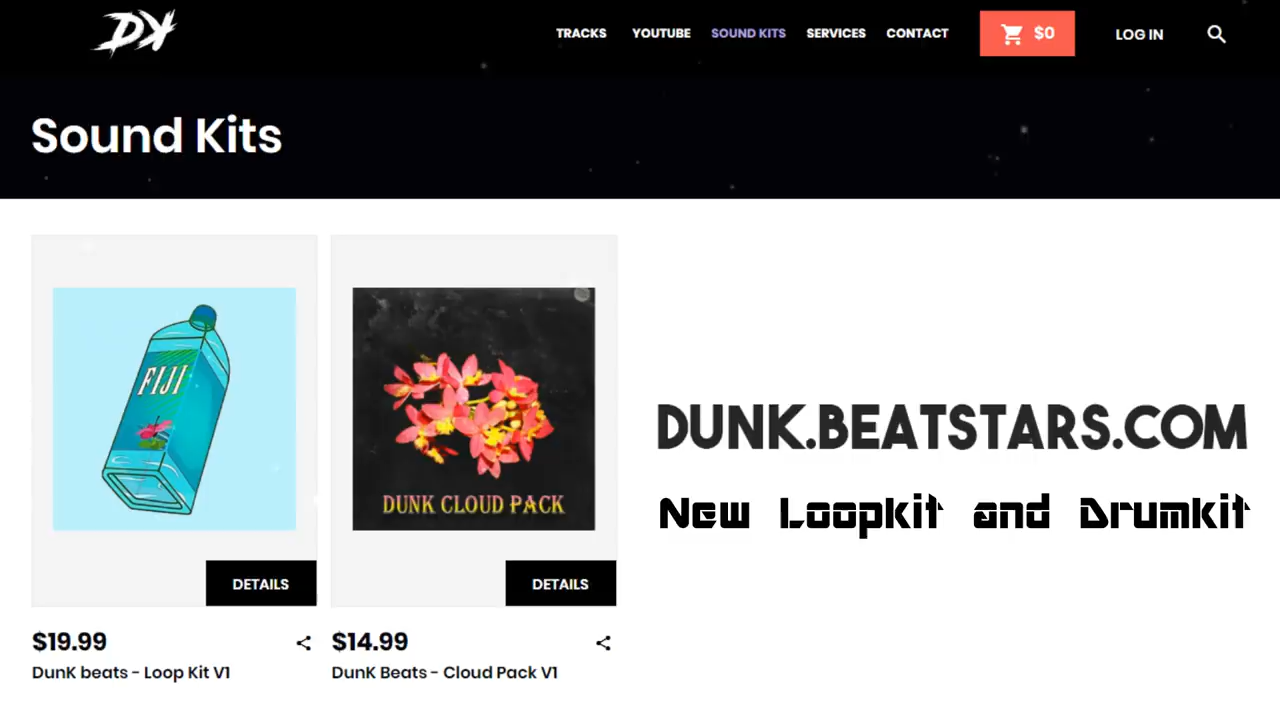 DK
TRACKS YOUTUBE SOUND KITS SERVICES CONTACT $0 LOG IN
Sound Kits
FIJI
DUNK CLOUD PACK
DETAILS DETAILS
$19.99 $14.99
DunK beats - Loop Kit V1 DunK Beats - Cloud Pack V1
DUNK.BEATSTARS.COM
New Loopkit and Drumkit